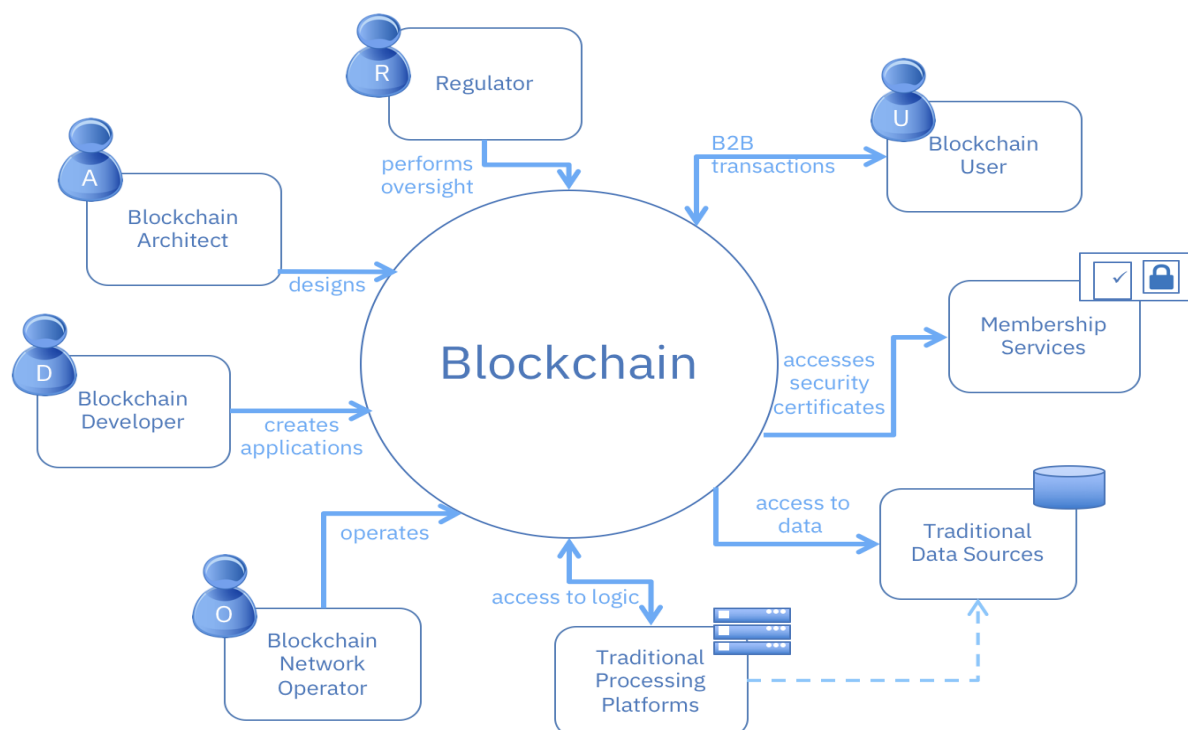 R
Regulator
performs
oversight
U
Blockchain
User
B2B
transactions
A
Blockchain
Architect
designs
Membership
Services
accesses
security
certificates
Blockchain
D
Blockchain
Developer
creates
applications
access to
data
Traditional
Data Sources
operates
O
Blockchain
Network
Operator
access to logic
Traditional
Processing
Platforms